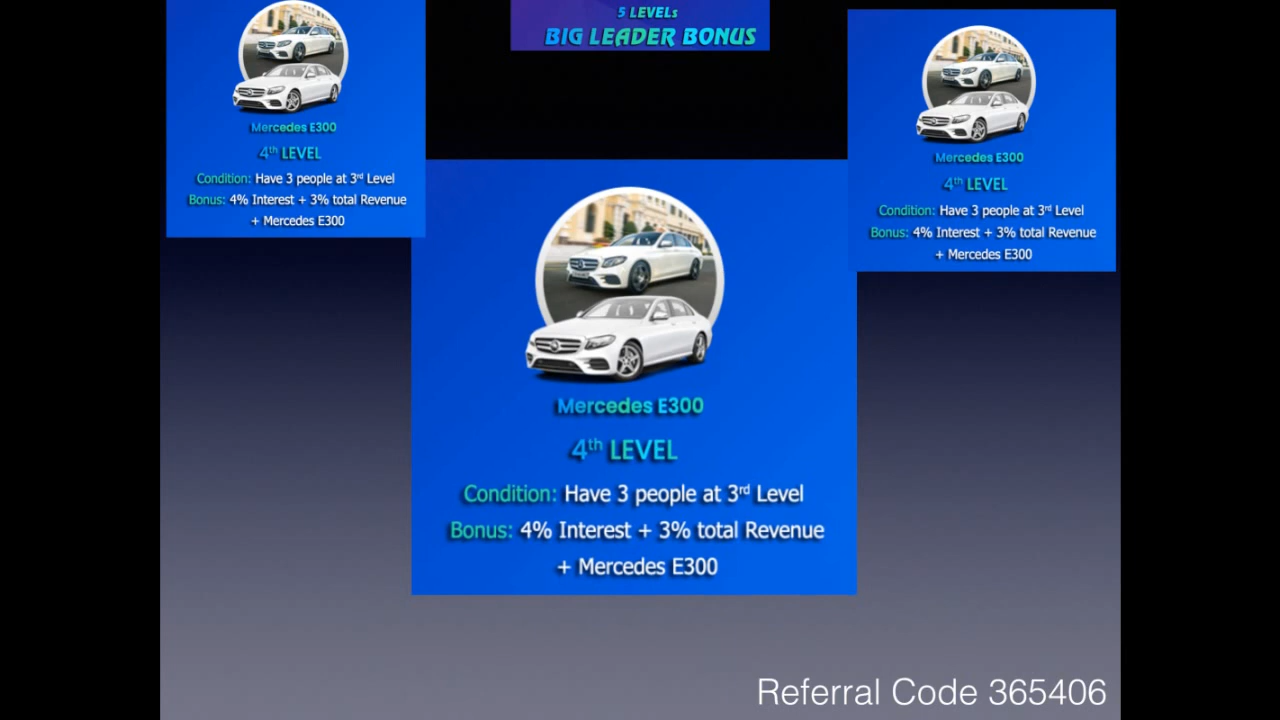 5 LEVELs
BIG LEADER BONUS
Mercedes E300
4th LEVEL
Condition: Have 3 people at 3rd Level
Bonus: 4% Interest + 3% total Revenue
+ Mercedes E300
Mercedes E300
4th LEVEL
Condition: Have 3 people at 3rd Level
Bonus: 4% Interest + 3% total Revenue
+ Mercedes E300
Mercedes E300
4th LEVEL
Condition: Have 3 people at 3rd Level
Bonus: 4% Interest + 3% total Revenue
+ Mercedes E300
Referral Code 365406